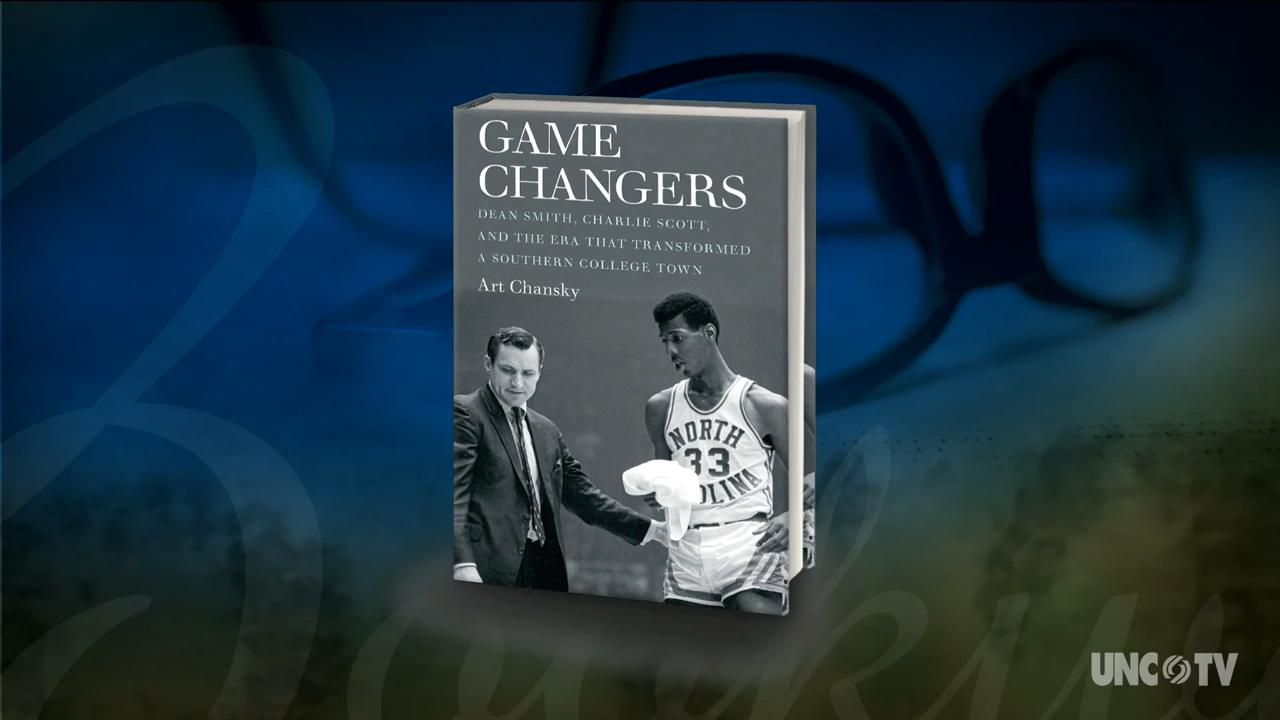 GAME
CHANGERS
DEAN SMITH, CHARLIE SCOTT,
AND THE ERA THAT TRANSFORMED
A SOUTHERN COLLEGE TOWN
Art Chansky
NORTH
33
OLINA
UNC TV